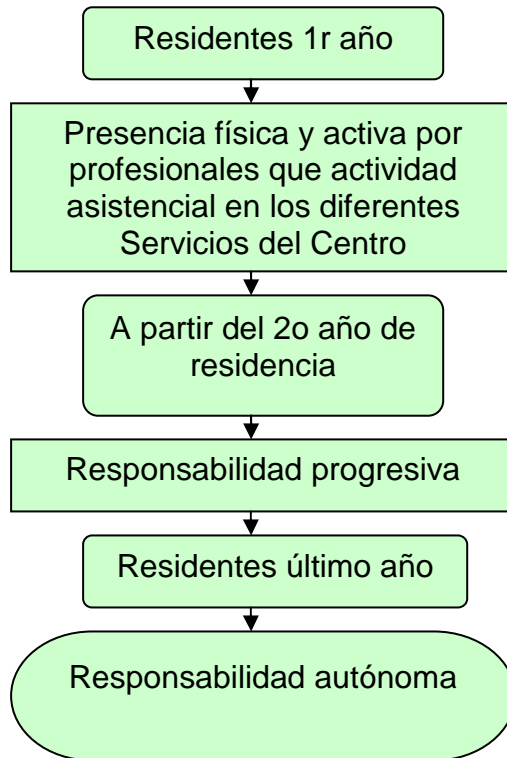 Residentes 1r año
Presencia física y activa por
profesionales que actividad
asistencial en los diferentes
Servicios del Centro
A partir del 2o año de
residencia
Responsabilidad progresiva
Residentes último año
Responsabilidad autónoma